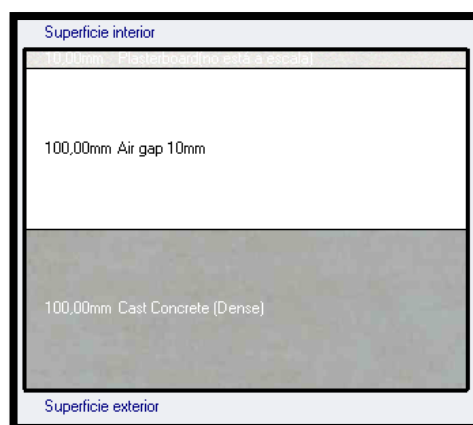 Superficie interior
10,00mm Plasterboard(no está a escala)
100,00mm Air gap 10mm
100,00mm Cast Concrete (Dense)
Superficie exterior